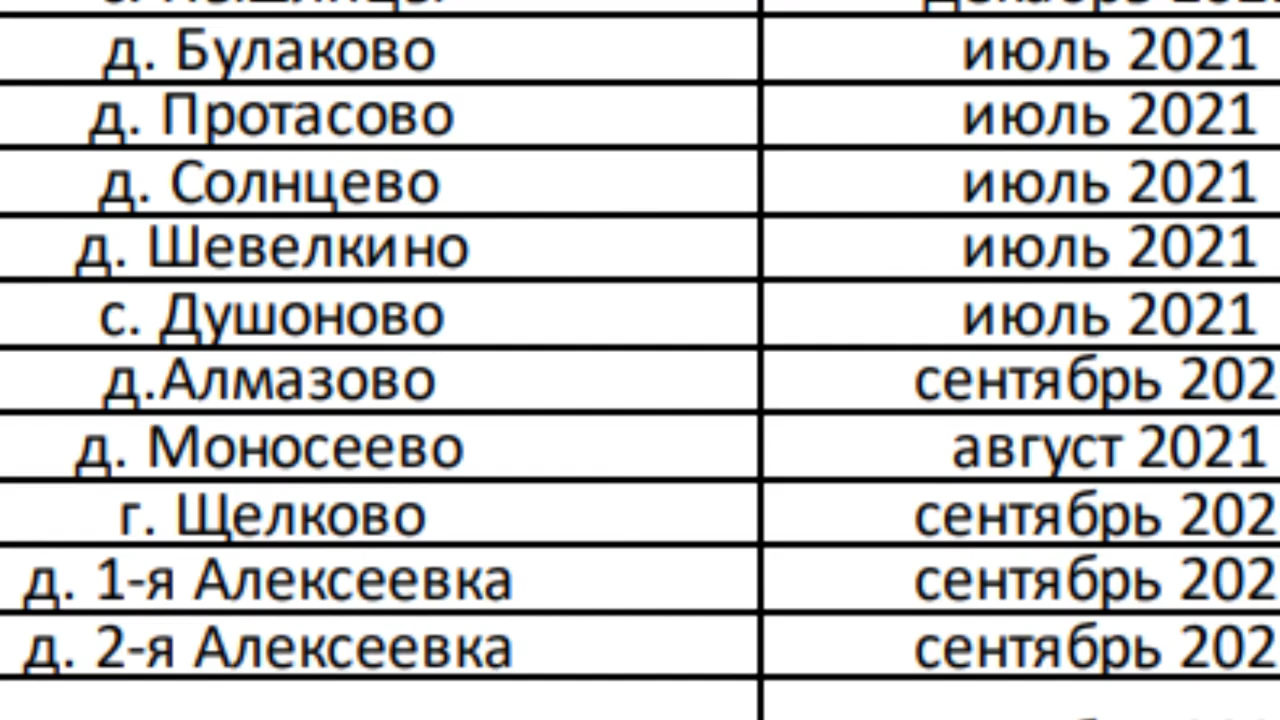 д. Булаково июль 2021
д. Протасово июль 2021
д. Солнцево июль 2021
д. Шевелкино июль 2021
с. Душоново июль 2021
д.Алмазово сентябрь 202
д. Моносеево август 2021
г. Щелково сентябрь 202
д. 1-я Алексеевка сентябрь 202
д. 2-я Алексеевка сентябрь 202